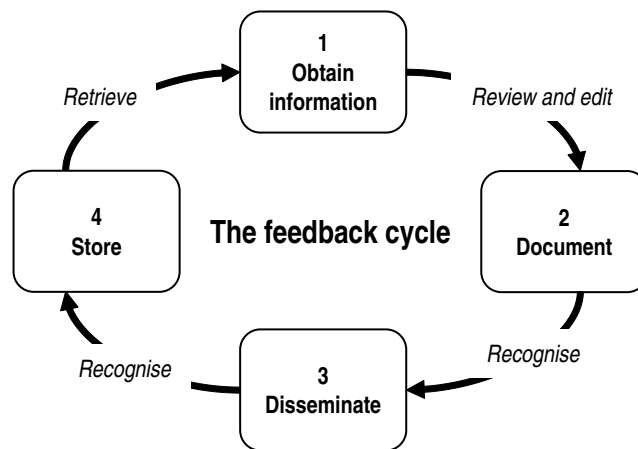 1
Obtain
information
Retrieve
Review and edit
4
Store
The feedback cycle
2
Document
Recognise
Recognise
3
Disseminate